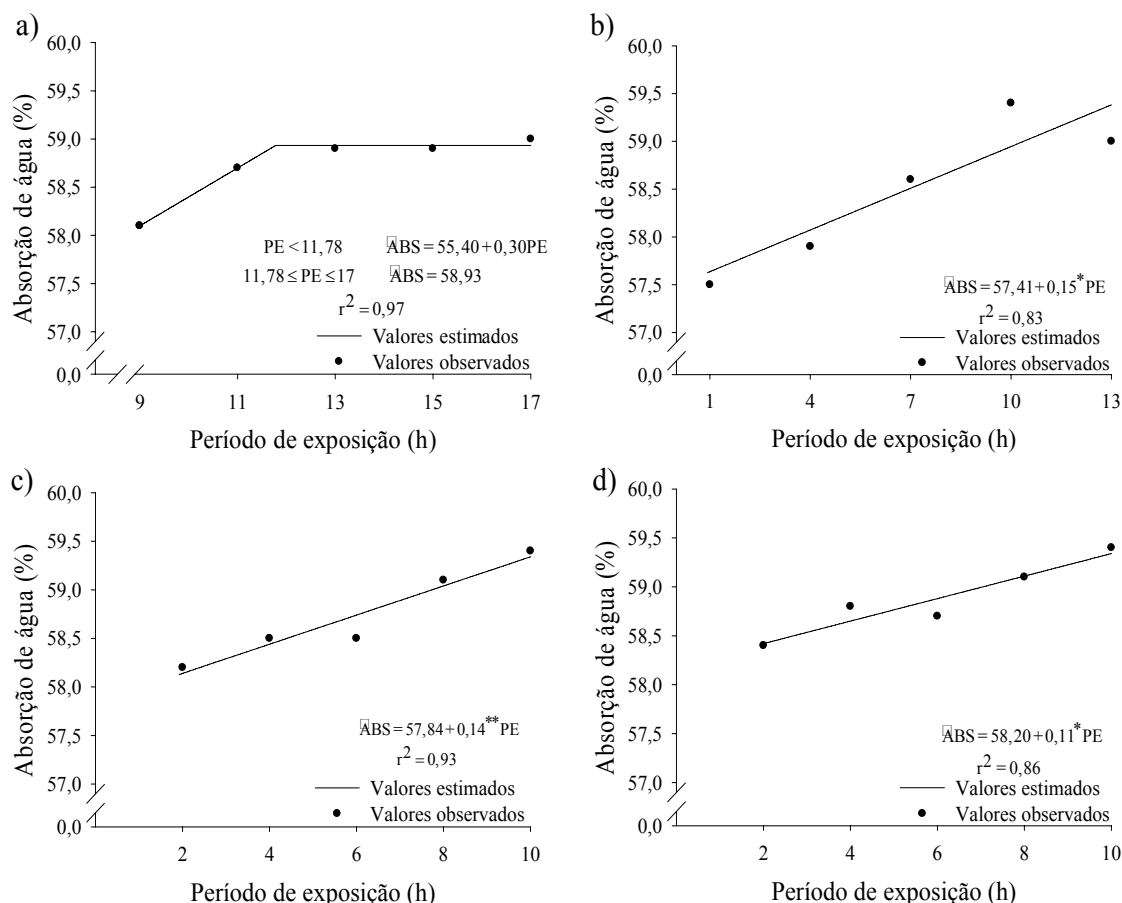 a)
Absorção de água (%)
60,0
59,5
59,0
58,5
58,0
57,5
57,0
0,0
PE < 11,78 ABS = 55,40 + 0,30PE
11,78 ≤ PE ≤ 17 ABS = 58,93
r² = 0,97
Valores estimados
Valores observados
9 11 13 15 17
Período de exposição (h)
b)
Absorção de água (%)
60,0
59,5
59,0
58,5
58,0
57,5
57,0
0,0
ABS = 57,41 + 0,15*PE
r² = 0,83
Valores estimados
Valores observados
1 4 7 10 13
Período de exposição (h)
c)
Absorção de água (%)
60,0
59,5
59,0
58,5
58,0
57,5
57,0
0,0
ABS = 57,84 + 0,14**PE
r² = 0,93
Valores estimados
Valores observados
2 4 6 8 10
Período de exposição (h)
d)
Absorção de água (%)
60,0
59,5
59,0
58,5
58,0
57,5
57,0
0,0
ABS = 58,20 + 0,11*PE
r² = 0,86
Valores estimados
Valores observados
2 4 6 8 10
Período de exposição (h)